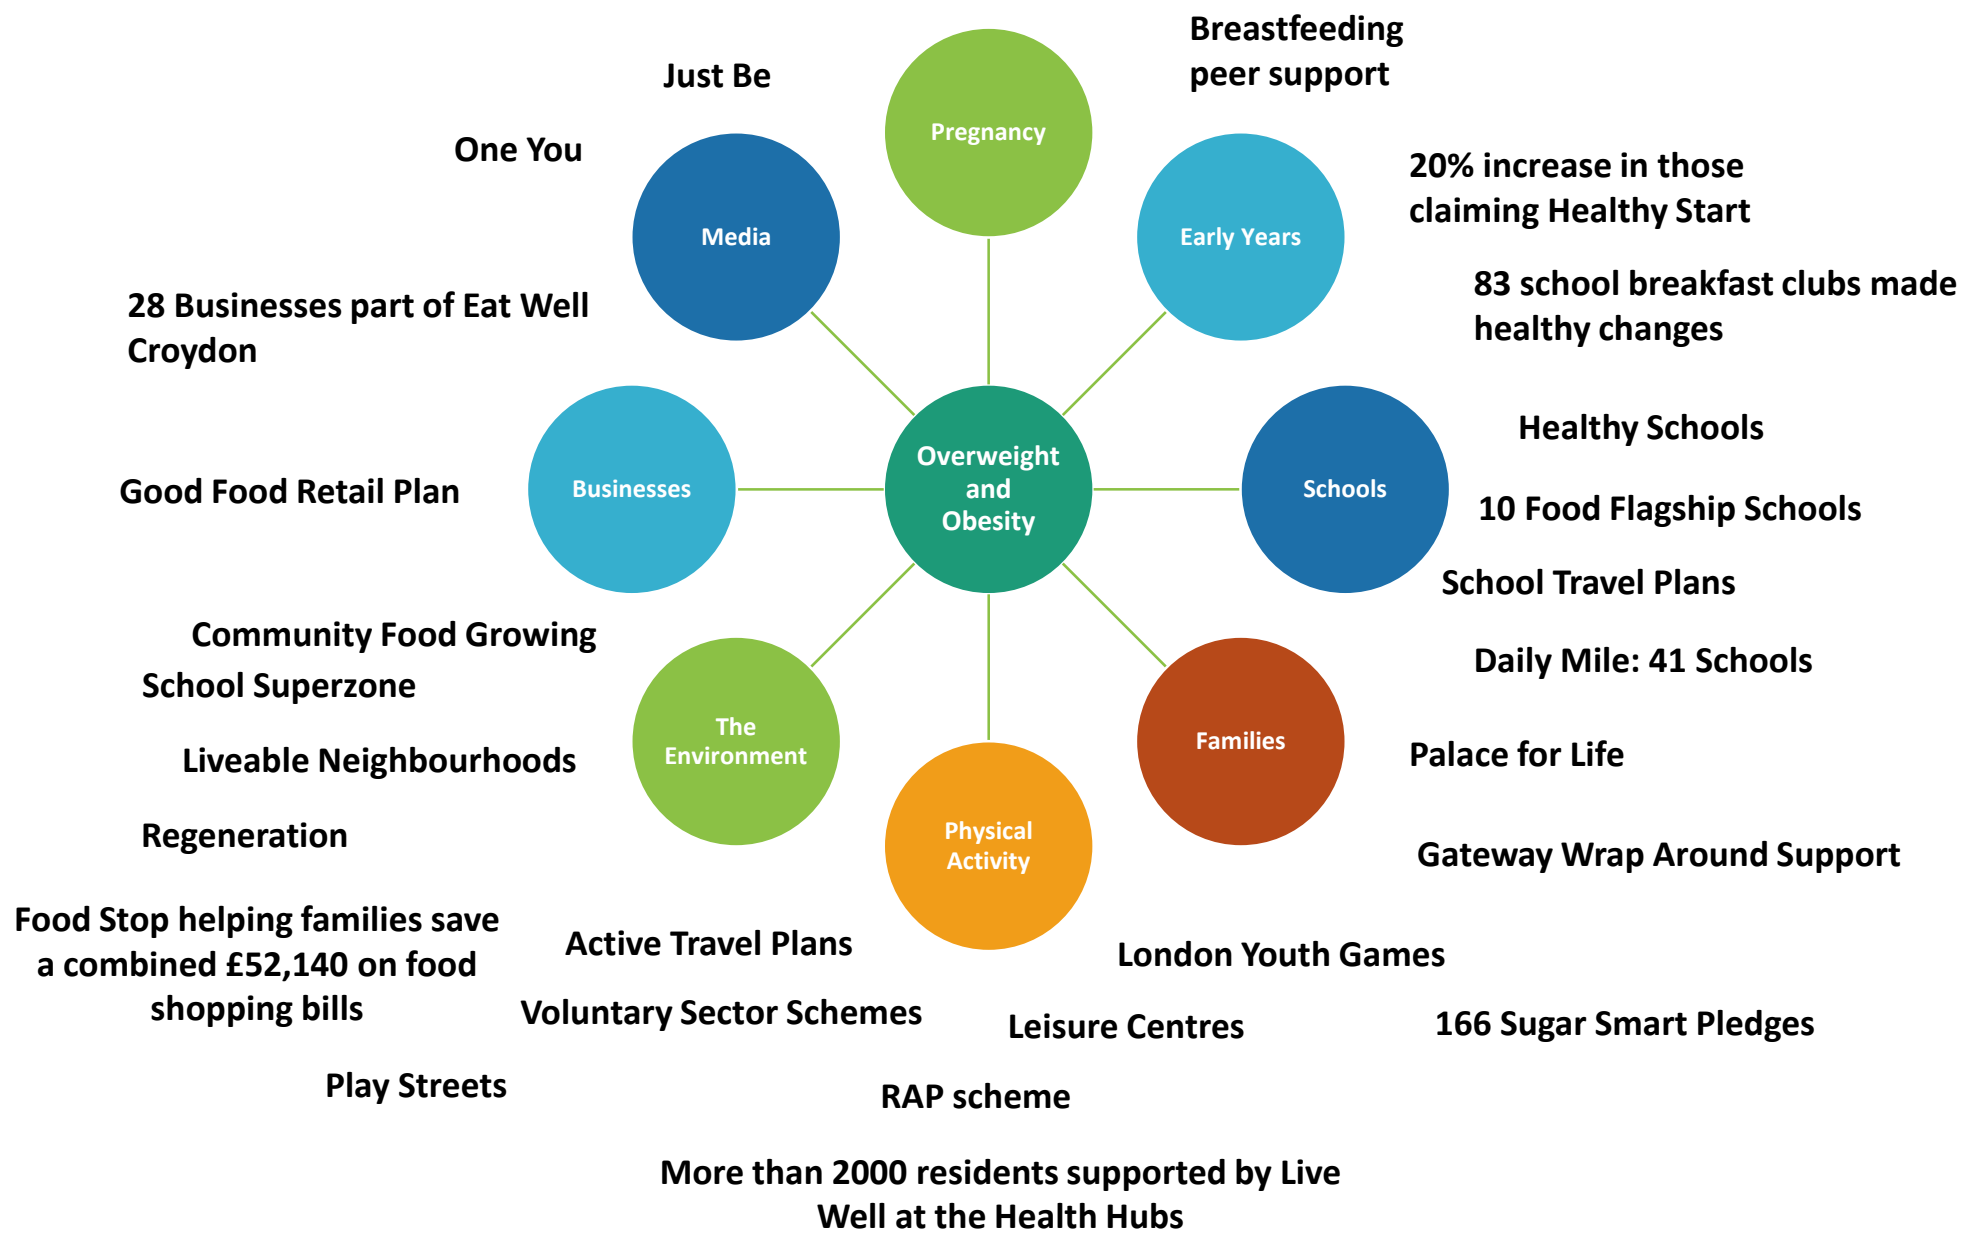 Breastfeeding
peer support
Just Be
Pregnancy
One You
20% increase in those
claiming Healthy Start
Media
Early Years
28 Businesses part of Eat Well
Croydon
83 school breakfast clubs made
healthy changes
Healthy Schools
Overweight
and
Obesity
Good Food Retail Plan
Businesses
Schools
10 Food Flagship Schools
School Travel Plans
Community Food Growing
School Superzone
Daily Mile: 41 Schools
The
Environment
Families
Liveable Neighbourhoods
Palace for Life
Regeneration
Physical
Activity
Gateway Wrap Around Support
Food Stop helping families save
a combined £52,140 on food
shopping bills
Active Travel Plans
London Youth Games
Voluntary Sector Schemes
Leisure Centres
166 Sugar Smart Pledges
Play Streets
RAP scheme
More than 2000 residents supported by Live
Well at the Health Hubs